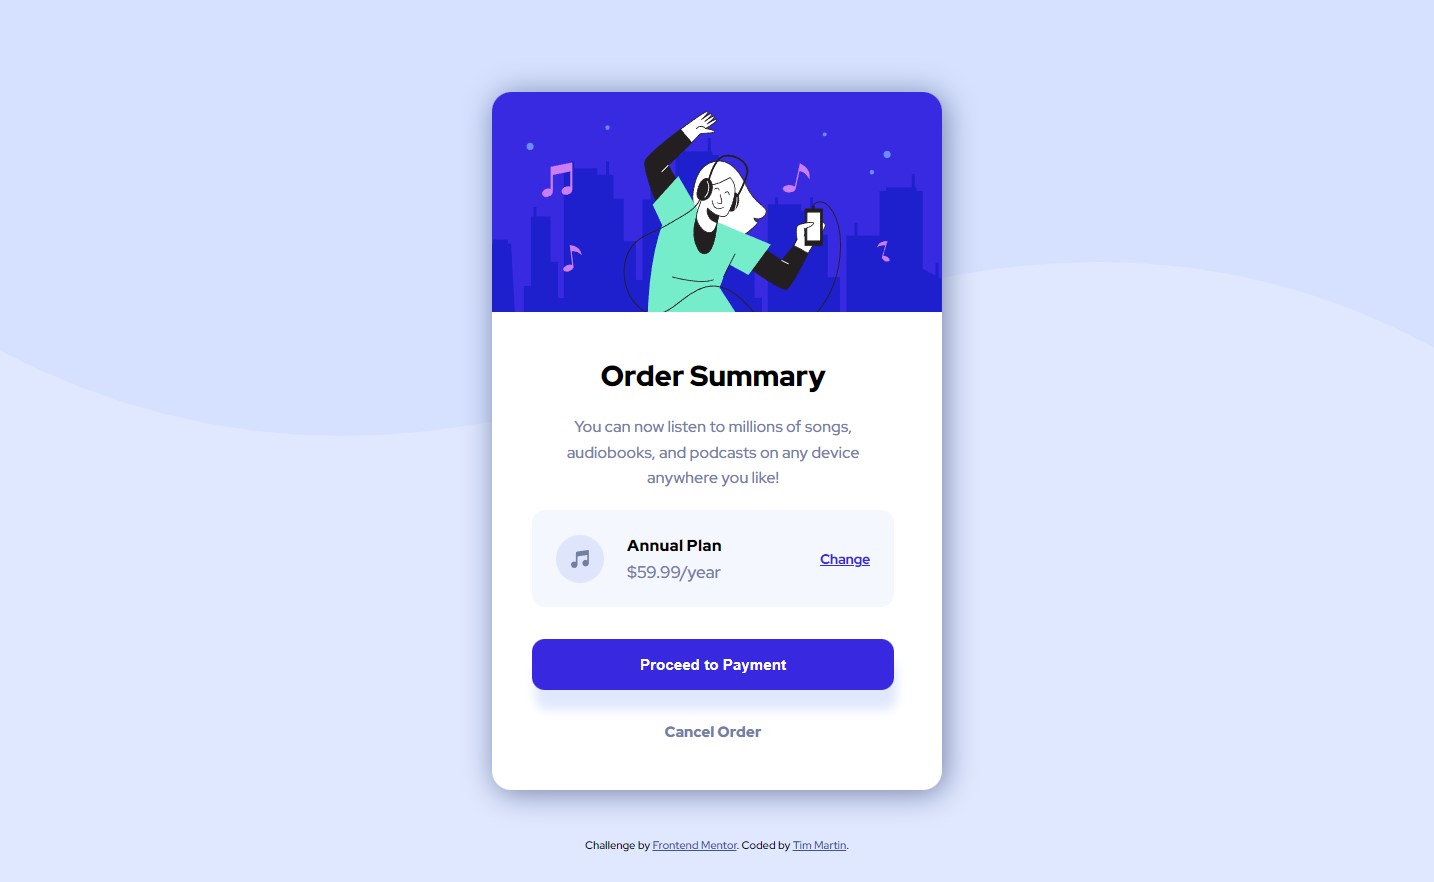 Order Summary
You can now listen to millions of songs,
audiobooks, and podcasts on any device
anywhere you like!
Annual Plan
$59.99/year
Change
Proceed to Payment
Cancel Order
Challenge by Frontend Mentor. Coded by Tim Martin.